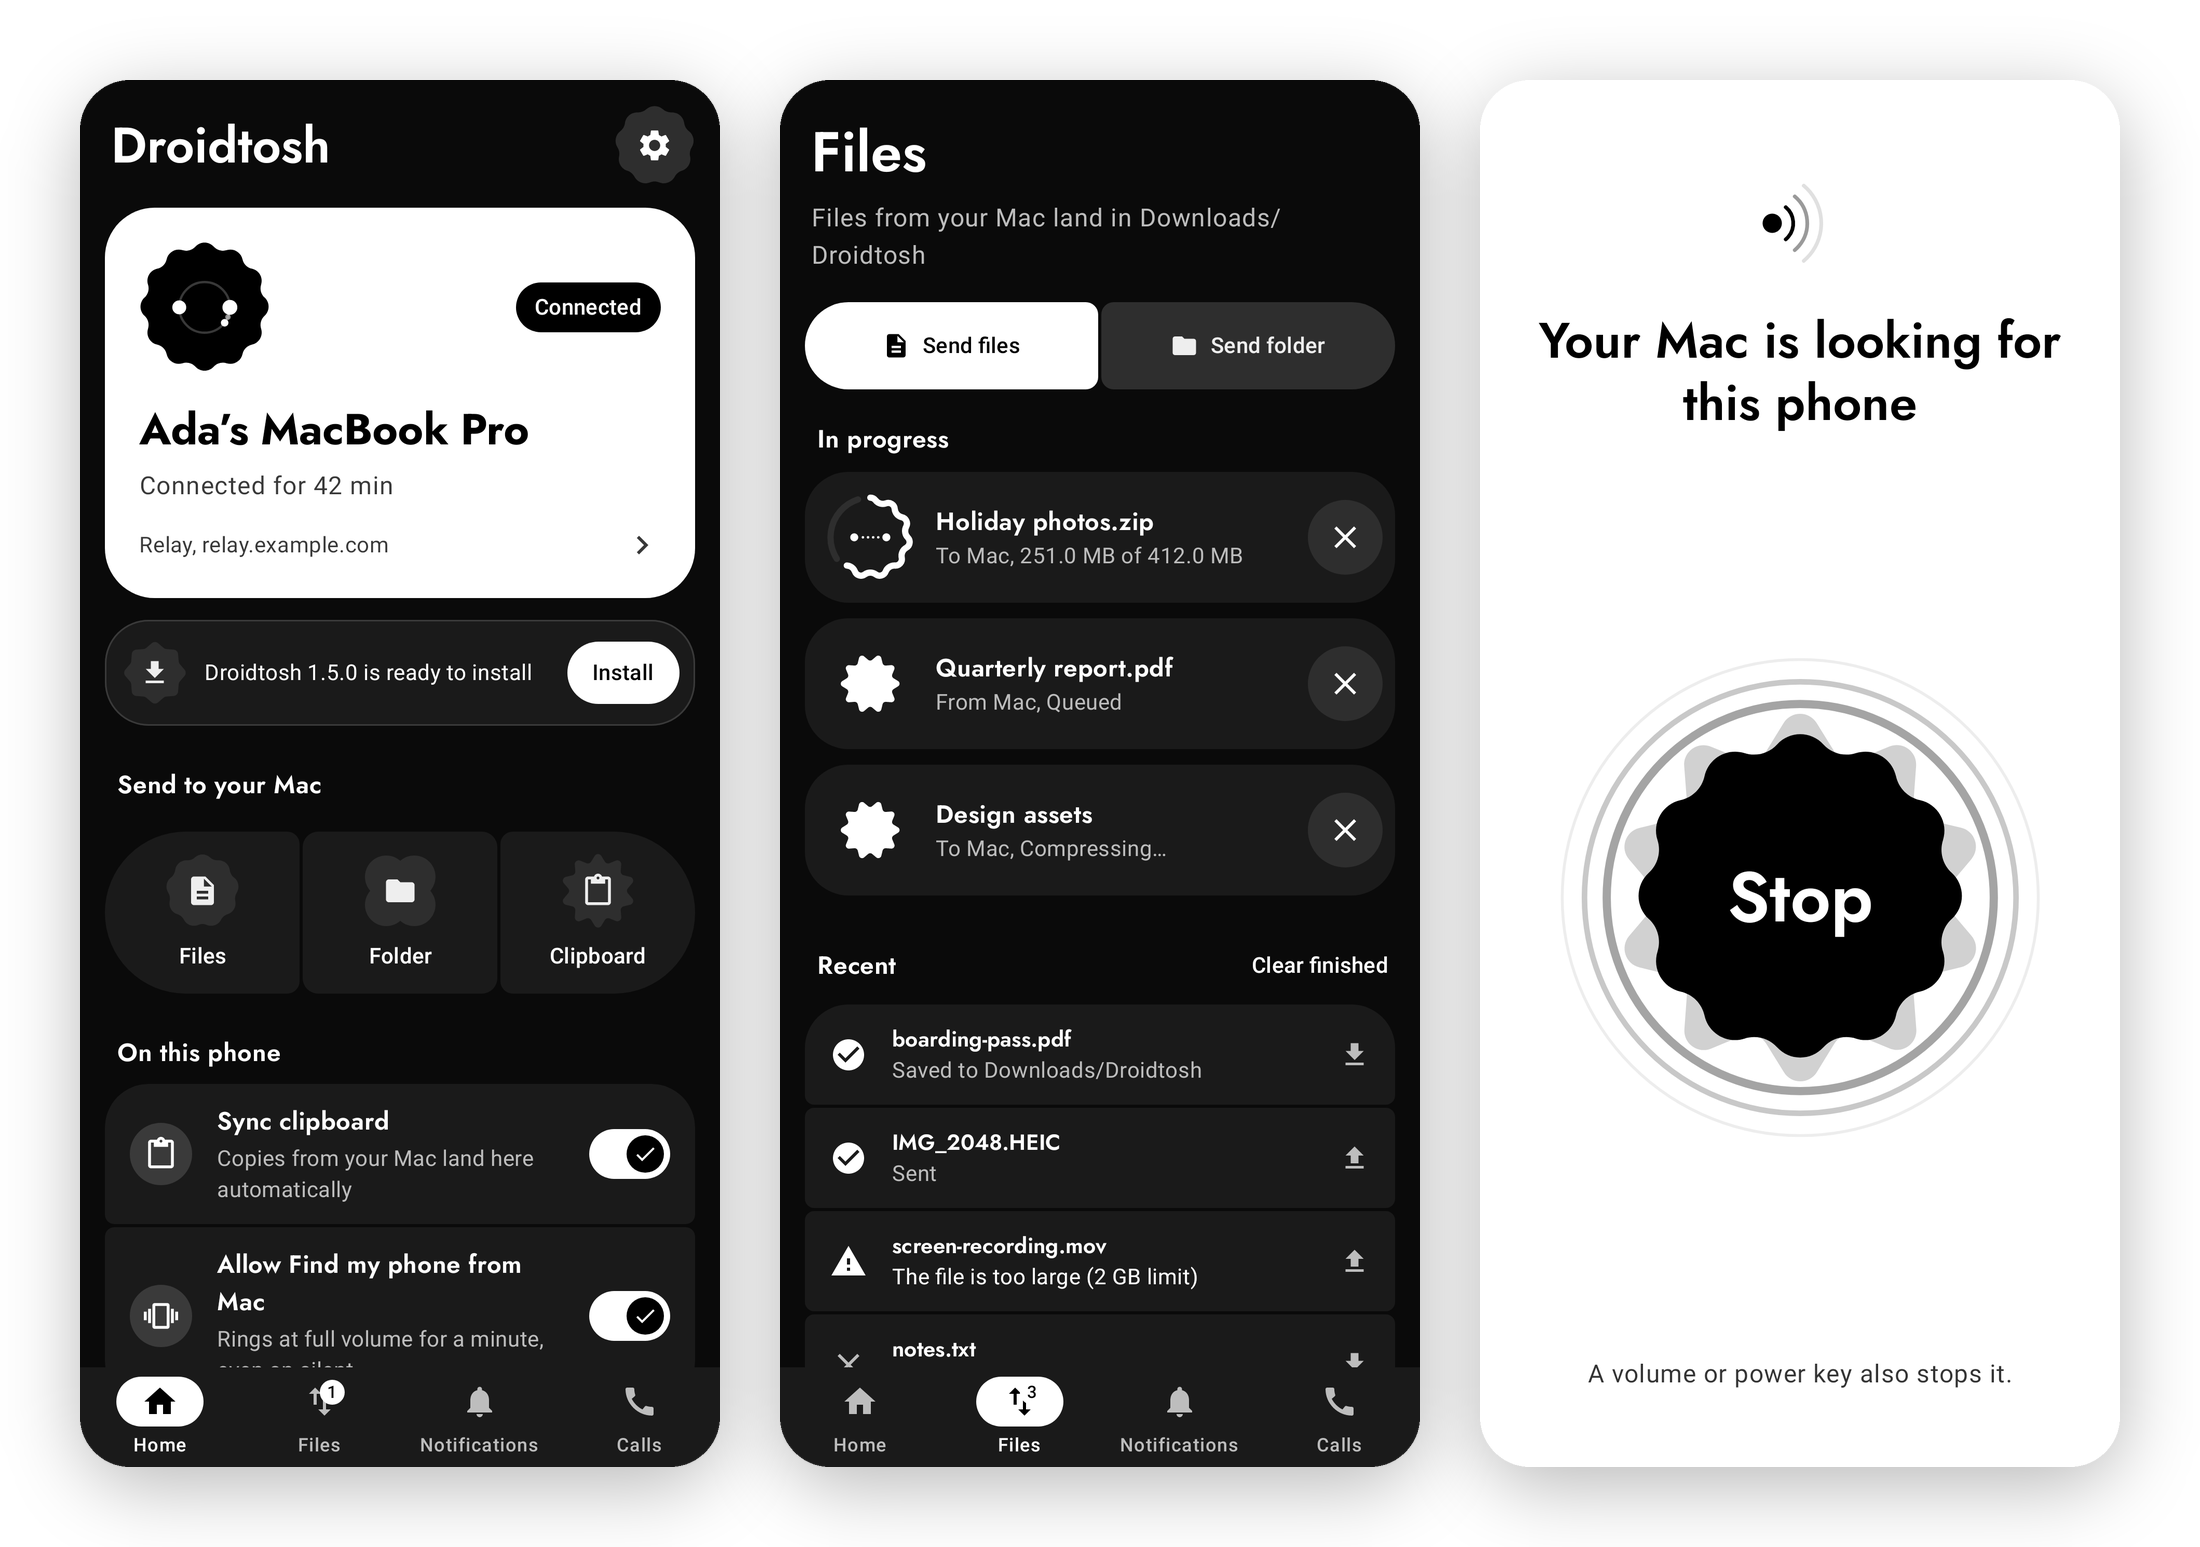 Droidtosh
Connected
Ada's MacBook Pro
Connected for 42 min
Relay, relay.example.com
Droidtosh 1.5.0 is ready to install
Install
Send to your Mac
Files
Folder
Clipboard
On this phone
Sync clipboard
Copies from your Mac land here
automatically
Allow Find my phone from
Mac
Rings at full volume for a minute,
1
Home
Files
Notifications
Calls
Files
Files from your Mac land in Downloads/
Droidtosh
Send files
Send folder
In progress
Holiday photos.zip
To Mac, 251.0 MB of 412.0 MB
Quarterly report.pdf
From Mac, Queued
Design assets
To Mac, Compressing…
Recent
Clear finished
boarding-pass.pdf
Saved to Downloads/Droidtosh
IMG_2048.HEIC
Sent
screen-recording.mov
The file is too large (2 GB limit)
notes.txt
3
Home
Files
Notifications
Calls
Your Mac is looking for
this phone
Stop
A volume or power key also stops it.